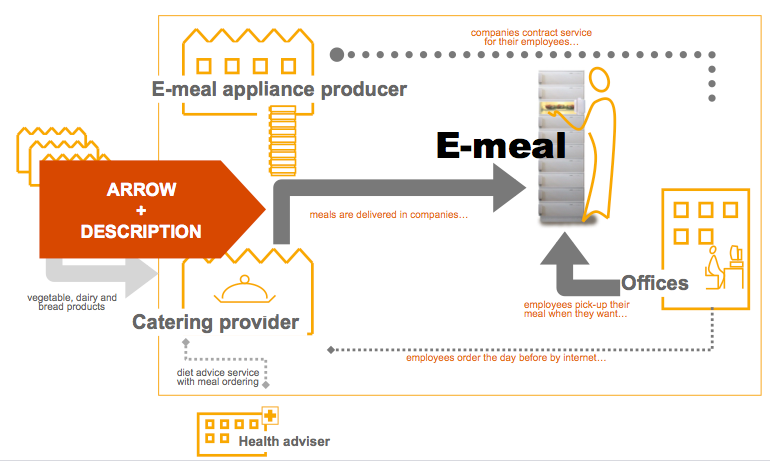 companies contract service
for their employees…
E-meal appliance producer
E-meal
ARROW
+
DESCRIPTION
meals are delivered in companies…
vegetable, dairy and
bread products
Offices
employees pick-up their
meal when they want…
Catering provider
employees order the day before by internet…
diet advice service
with meal ordering
Health adviser